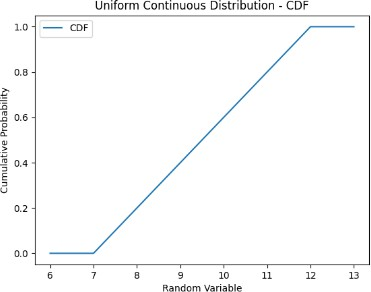 Uniform Continuous Distribution - CDF
CDF
1.0
0.8
0.6
0.4
0.2
0.0
Cumulative Probability
6 7 8 9 10 11 12 13
Random Variable